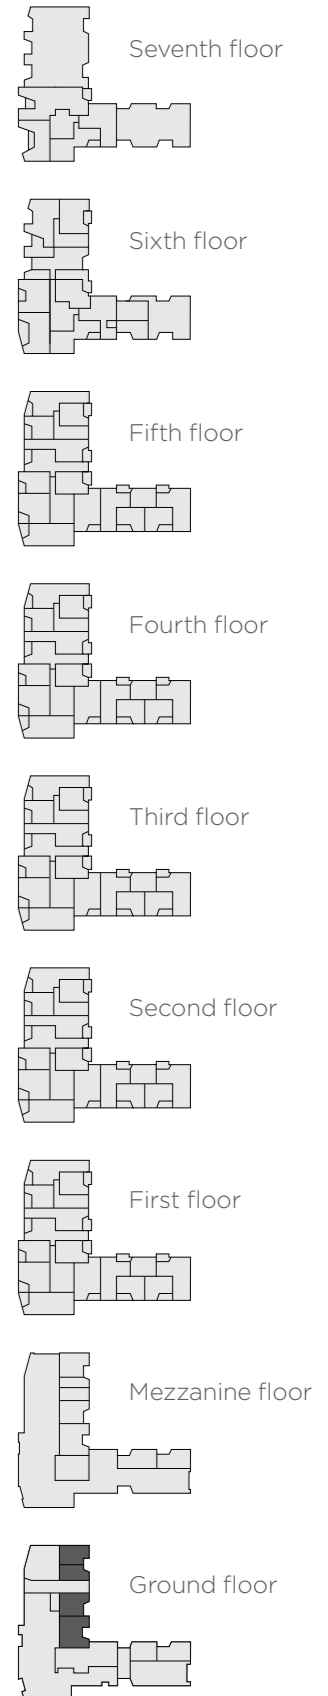 Seventh floor
Sixth floor
Fifth floor
Fourth floor
Third floor
Second floor
First floor
Mezzanine floor
Ground floor